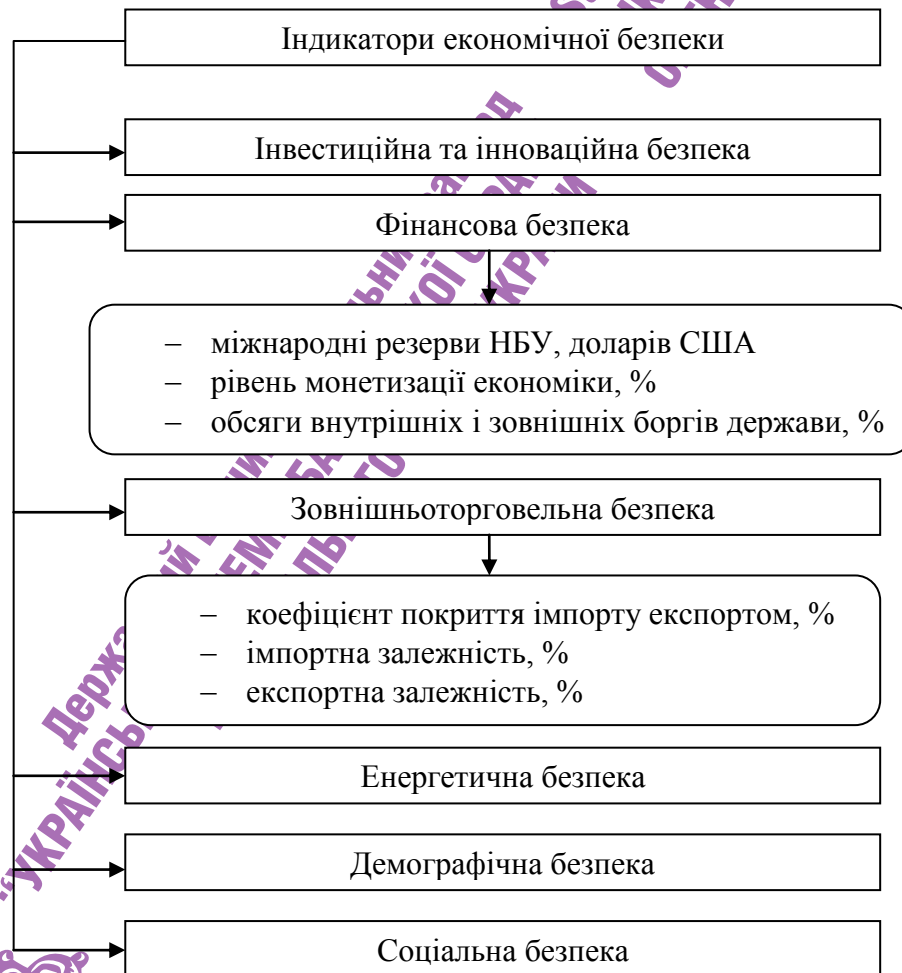 Індикатори економічної безпеки
Інвестиційна та інноваційна безпека
Фінансова безпека
– міжнародні резерви НБУ, доларів США
– рівень монетизації економіки, %
– обсяги внутрішніх і зовнішніх боргів держави, %
Зовнішньоторговельна безпека
– коефіцієнт покриття імпорту експортом, %
– імпортна залежність, %
– експортна залежність, %
Енергетична безпека
Демографічна безпека
Соціальна безпека